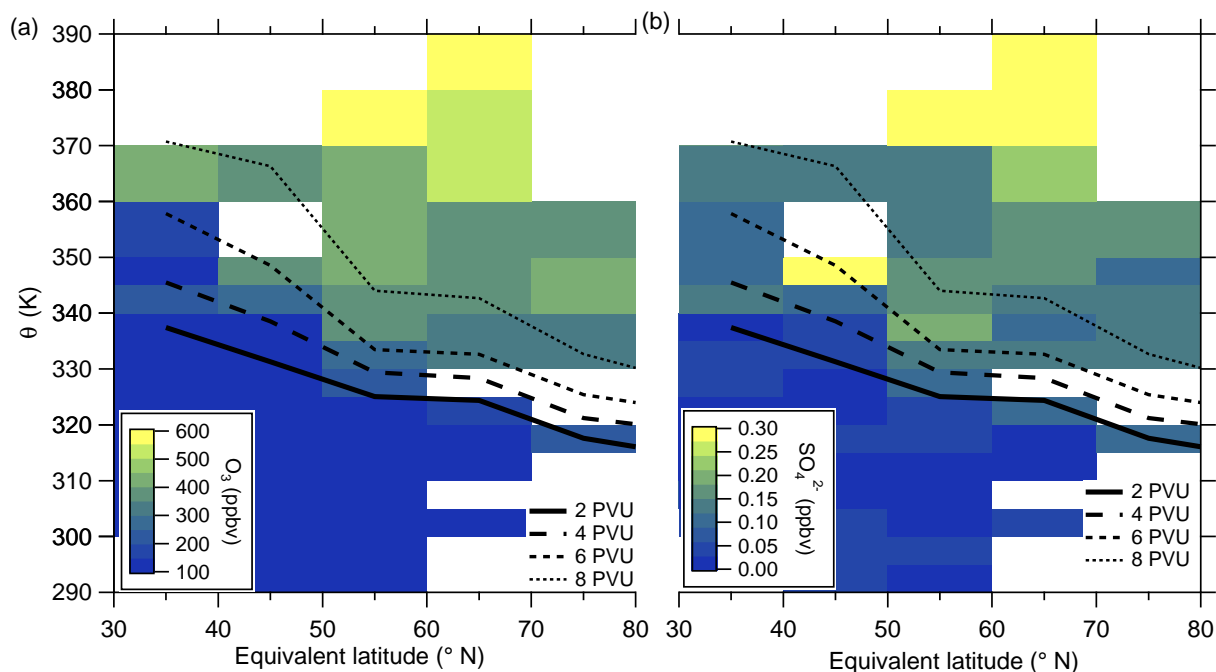 (a)
(b)
390
380
370
360
350
340
330
320
310
300
290
θ (K)
600
500
400
300
200
100
O3 (ppbv)
2 PVU
4 PVU
6 PVU
8 PVU
30 40 50 60 70 80
Equivalent latitude (° N)
0.30
0.25
0.20
0.15
0.10
0.05
0.00
SO4 2- (ppbv)
2 PVU
4 PVU
6 PVU
8 PVU
30 40 50 60 70 80
Equivalent latitude (° N)